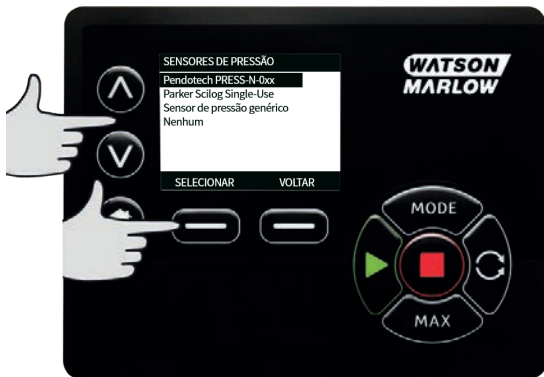 SENSORES DE PRESSÃO
Pendotech PRESS-N-0xx
Parker Scilog Single-Use
Sensor de pressão genérico
Nenhum
SELECIONAR VOLTAR
WATSON
MARLOW
MODE
MAX